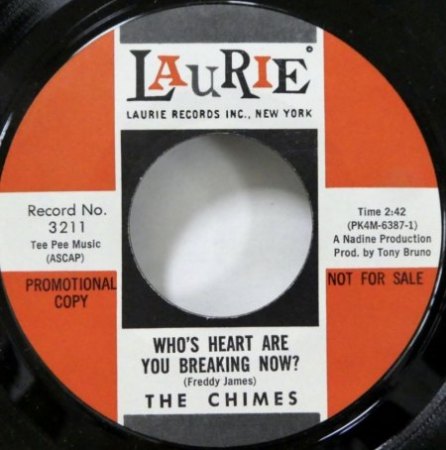 LAURIE
LAURIE RECORDS INC., NEW YORK
Record No.
3211
Tee Pee Music
(ASCAP)
PROMOTIONAL
COPY
Time 2:42
(PK4M-6387-1)
A Nadine Production
Prod. by Tony Bruno
NOT FOR SALE
WHO'S HEART ARE
YOU BREAKING NOW?
(Freddy James)
THE CHIMES